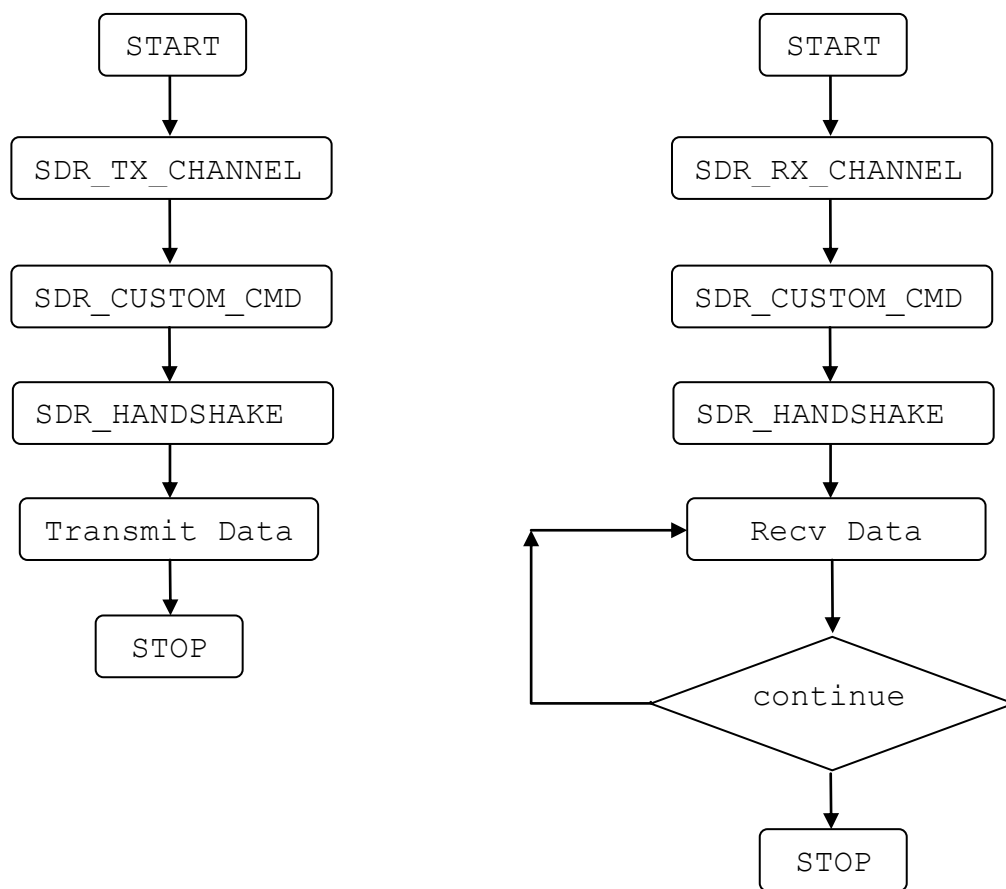 START
SDR_TX_CHANNEL
SDR_CUSTOM_CMD
SDR_HANDSHAKE
Transmit Data
STOP
START
SDR_RX_CHANNEL
SDR_CUSTOM_CMD
SDR_HANDSHAKE
Recv Data
continue
STOP